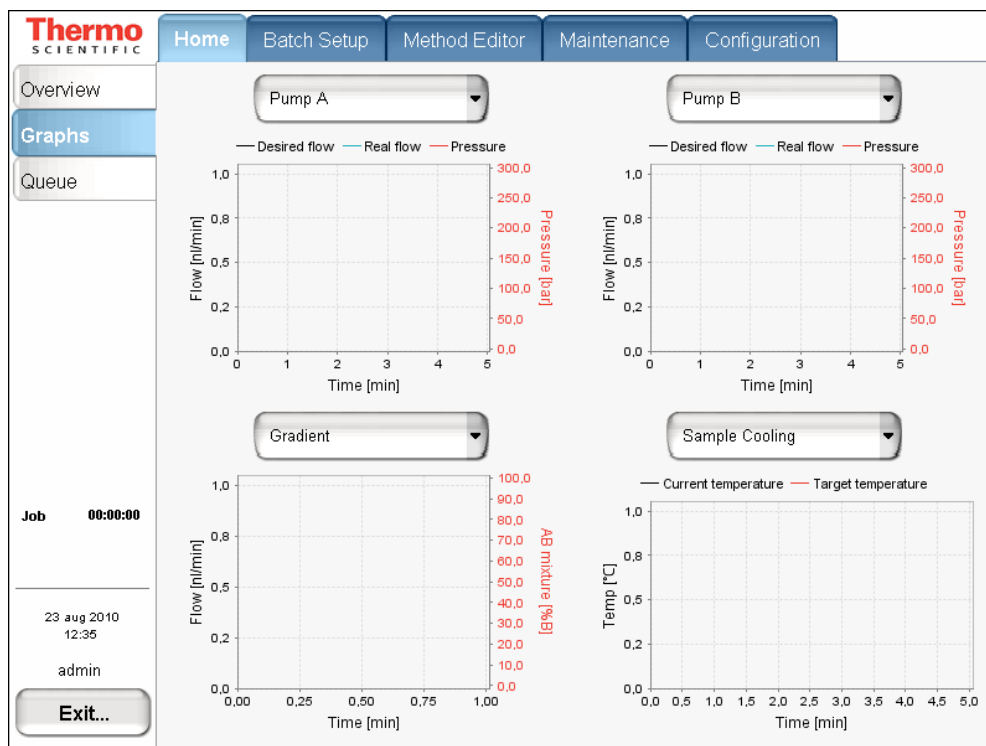 Thermo
SCIENTIFIC
Home Batch Setup Method Editor Maintenance Configuration
Overview
Graphs
Queue
Job 00:00:00
23 aug 2010
12:35
admin
Exit...
Pump A
Desired flow Real flow Pressure
Flow [nl/min]
1,0
0,8
0,5
0,2
0,0
300,0
250,0
200,0
150,0
100,0
50,0
0,0
Pressure [bar]
0 1 2 3 4 5
Time [min]
Pump B
Desired flow Real flow Pressure
Flow [nl/min]
1,0
0,8
0,5
0,2
0,0
300,0
250,0
200,0
150,0
100,0
50,0
0,0
Pressure [bar]
0 1 2 3 4 5
Time [min]
Gradient
Flow [nl/min]
1,0
0,8
0,5
0,2
0,0
100,0
90,0
80,0
70,0
60,0
50,0
40,0
30,0
20,0
10,0
0,0
AB mixture [%B]
0,00 0,25 0,50 0,75 1,00
Time [min]
Sample Cooling
Current temperature Target temperature
Temp [°C]
1,0
0,8
0,5
0,2
0,0
0,0 0,5 1,0 1,5 2,0 2,5 3,0 3,5 4,0 4,5 5,0
Time [min]